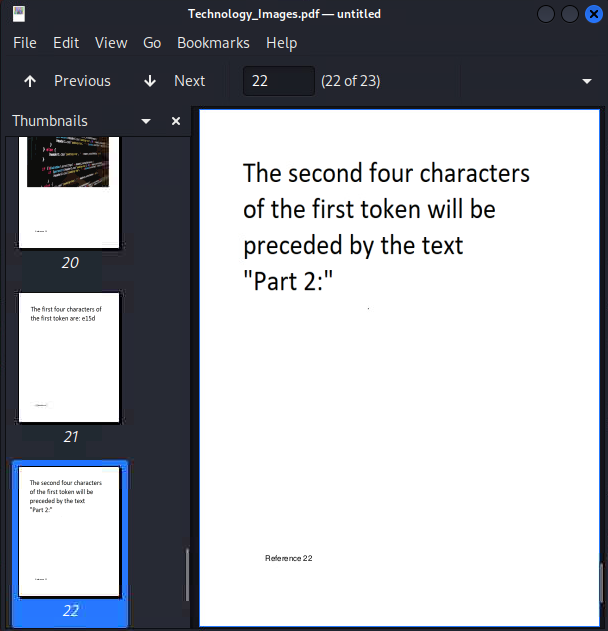 Technology_Images.pdf — untitled
File Edit View Go Bookmarks Help
Previous Next 22 (22 of 23)
Thumbnails
20
The first four characters of
the first token are: e15d
21
The second four characters
of the first token will be
preceded by the text
"Part 2:"
22
The second four characters
of the first token will be
preceded by the text
"Part 2:"
Reference 22